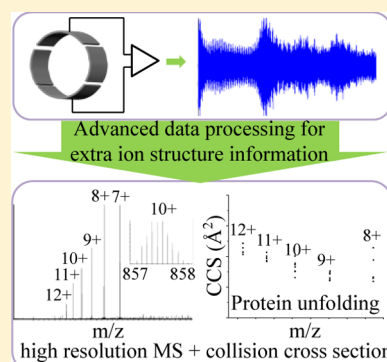 Advanced data processing for
extra ion structure information
8+ 7+
9+
10+
11+
12+
10+
857 858
m/z
CCS (Å²)
12+
11+
10+
9+
8+
Protein unfolding
m/z
high resolution MS + collision cross section